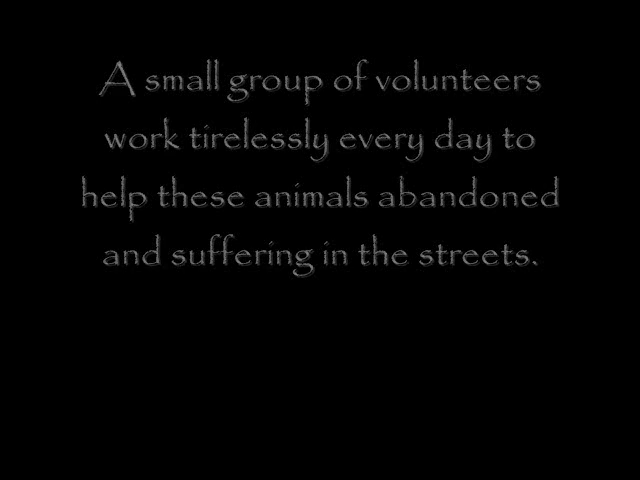 A small group of volunteers
work tirelessly every day to
help these animals abandoned
and suffering in the streets.